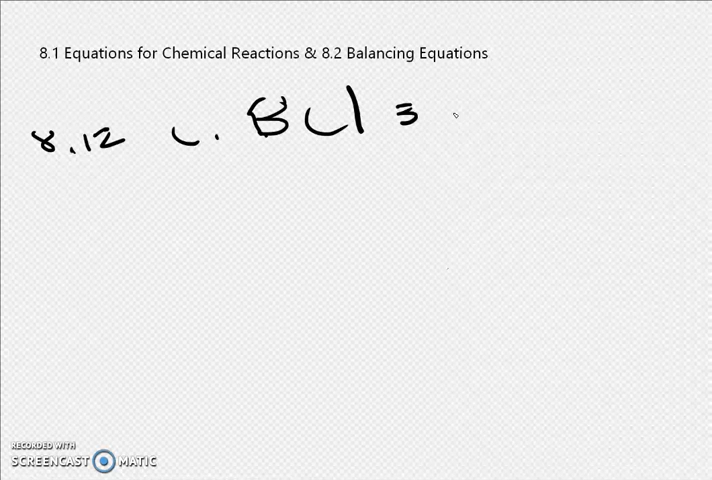 8.1 Equations for Chemical Reactions & 8.2 Balancing Equations
8.12 c. BCl3
RECORDED WITH
SCREENCAST MATIC